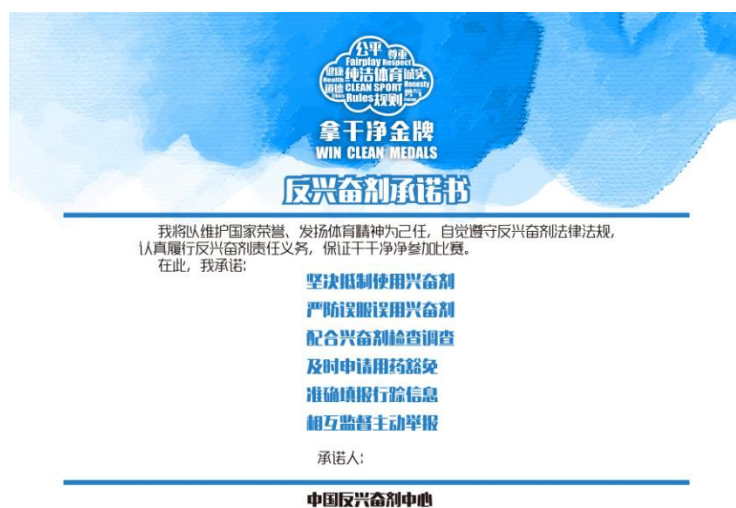 公平 尊重
Fairplay Respect
健康 纯洁体育 诚实
Health CLEAN SPORT Honesty
道德 Rules 规则 勇气
拿干净金牌
WIN CLEAN MEDALS
反兴奋剂承诺书
我将以维护国家荣誉、发扬体育精神为己任，自觉遵守反兴奋剂法律法规，
认真履行反兴奋剂责任义务，保证干干净净参加比赛。
在此，我承诺：
坚决抵制使用兴奋剂
严防误服误用兴奋剂
配合兴奋剂检查调查
及时申请用药豁免
准确填报行踪信息
相互监督主动举报
承诺人：
中国反兴奋剂中心